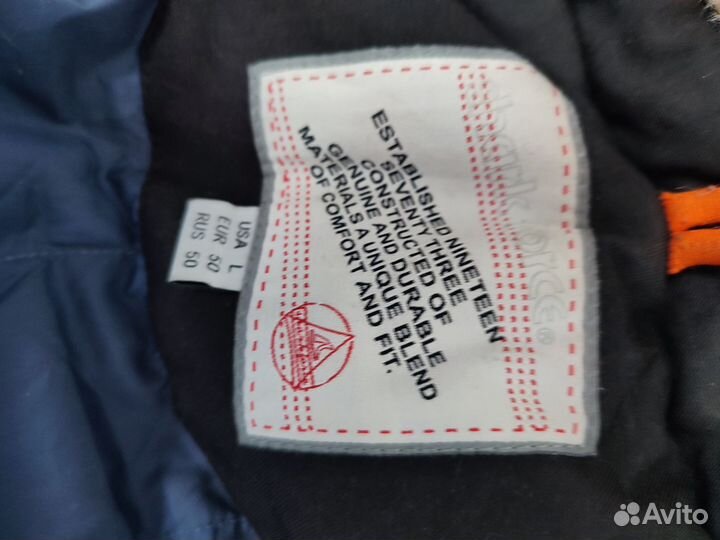 ESTABLISHED NINETEEN
SEVENTY THREE
CONSTRUCTED OF
GENUINE AND DURABLE
MATERIALS A UNIQUE BLEND
OF COMFORT AND FIT.
USA L
EUR 50
RUS 50
Avito